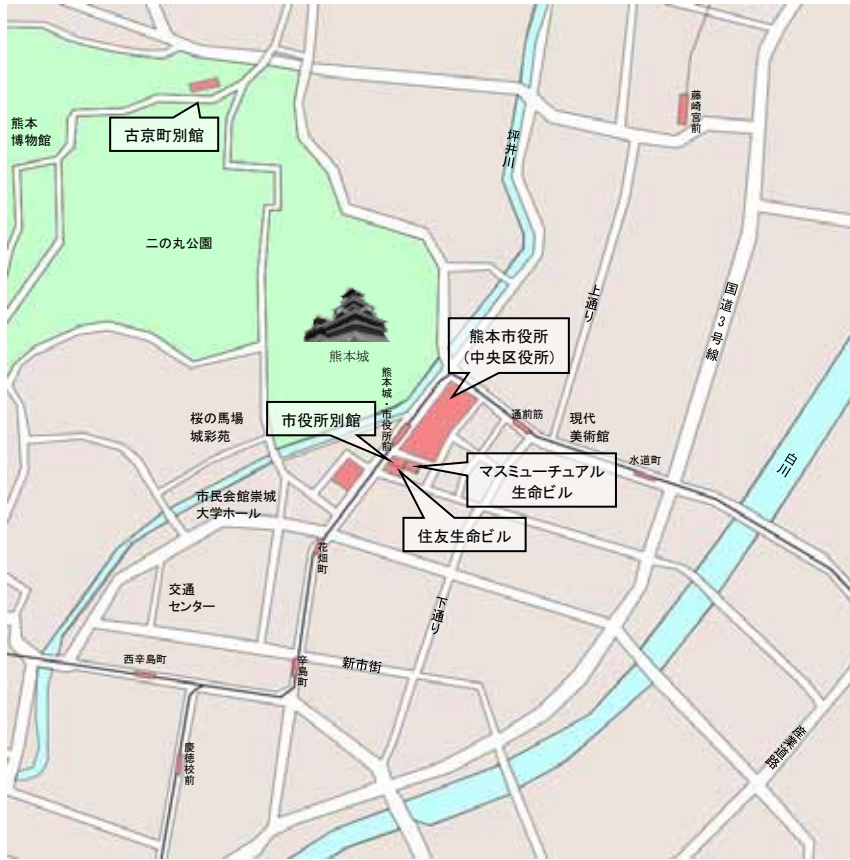 藤崎宮前
熊本
博物館
古京町別館
坪井川
二の丸公園
上通り
国道3号線
熊本城
熊本市役所
(中央区役所)
熊本城・市役所前
市役所別館
桜の馬場
城彩苑
通前筋
現代
美術館
水道町
白川
マスミューチュアル
生命ビル
住友生命ビル
市民会館崇城
大学ホール
花畑町
交通
センター
下通り
西辛島町
辛島町
新市街
慶徳校前
産業道路